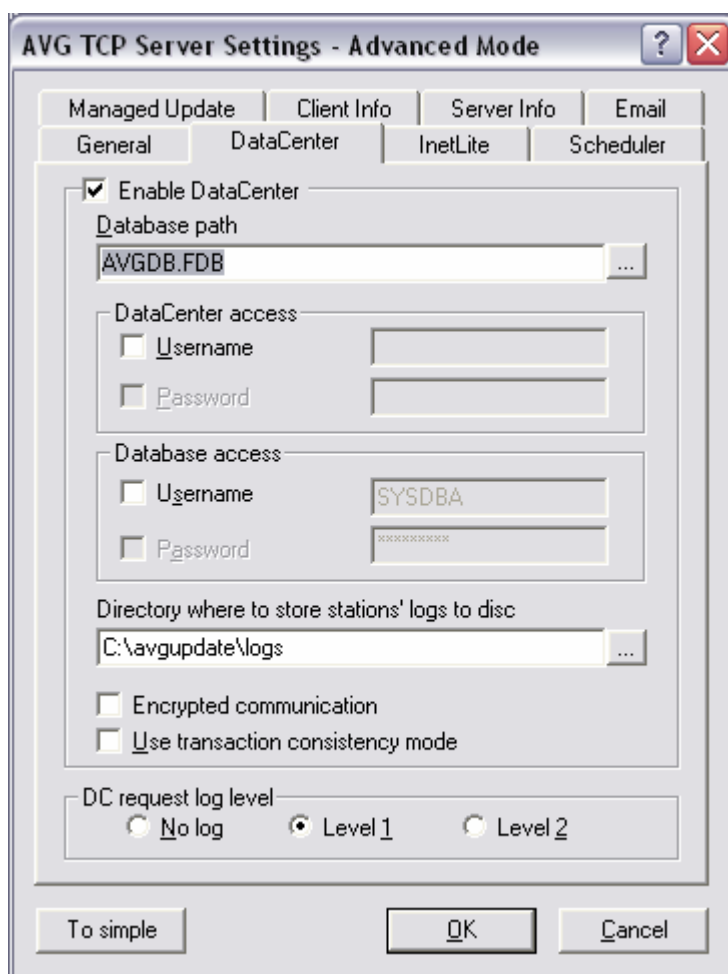 AVG TCP Server Settings - Advanced Mode
Managed Update Client Info Server Info Email
General DataCenter InetLite Scheduler
Enable DataCenter
Database path
AVGDB.FDB ...
DataCenter access
Username
Password
Database access
Username SYSDBA
Password *********
Directory where to store stations' logs to disc
C:\avgupdate\logs ...
Encrypted communication
Use transaction consistency mode
DC request log level
No log Level 1 Level 2
To simple OK Cancel